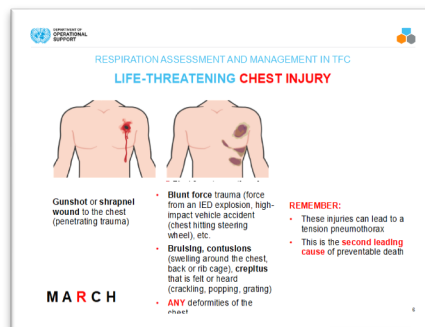 DEPARTMENT OF
OPERATIONAL
SUPPORT
RESPIRATION ASSESSMENT AND MANAGEMENT IN TFC
LIFE-THREATENING CHEST INJURY
Gunshot or shrapnel
wound to the chest
(penetrating trauma)
• Blunt force trauma (force
from an IED explosion, high-
impact vehicle accident
(chest hitting steering
wheel), etc.
• Bruising, contusions
(swelling around the chest,
back or rib cage), crepitus
that is felt or heard
(crackling, popping, grating)
• ANY deformities of the
chest
REMEMBER:
• These injuries can lead to a
tension pneumothorax
• This is the second leading
cause of preventable death
M A R C H
6